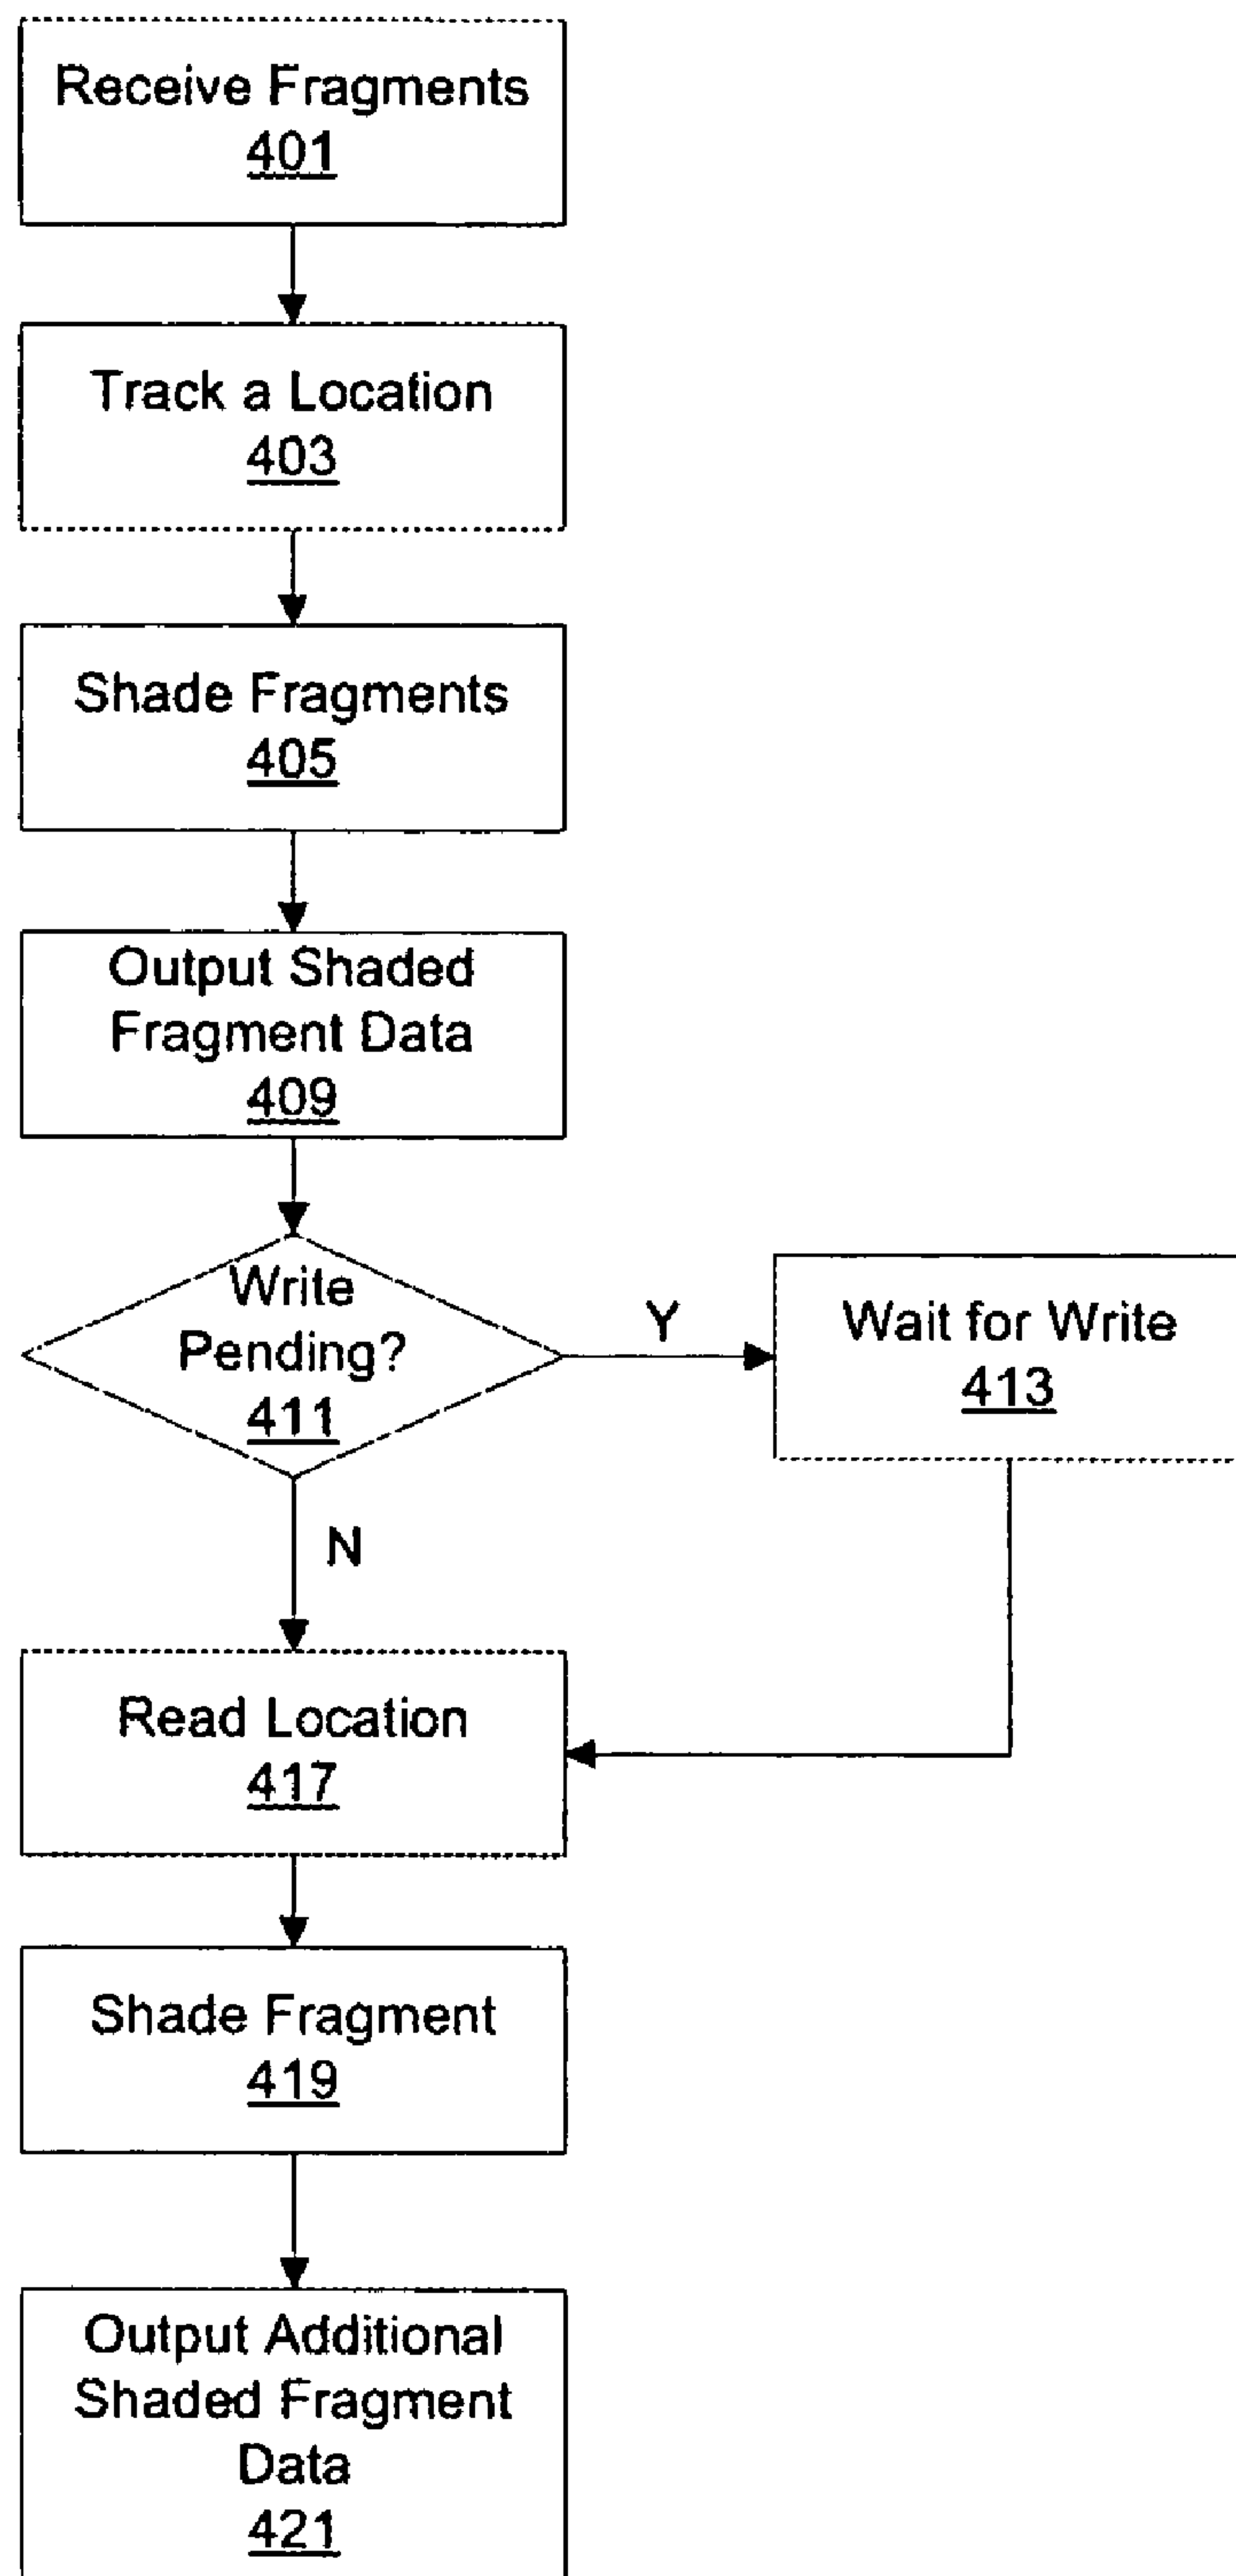 Receive Fragments
401
Track a Location
403
Shade Fragments
405
Output Shaded
Fragment Data
409
Write
Pending?
411
Y
Wait for Write
413
N
Read Location
417
Shade Fragment
419
Output Additional
Shaded Fragment
Data
421